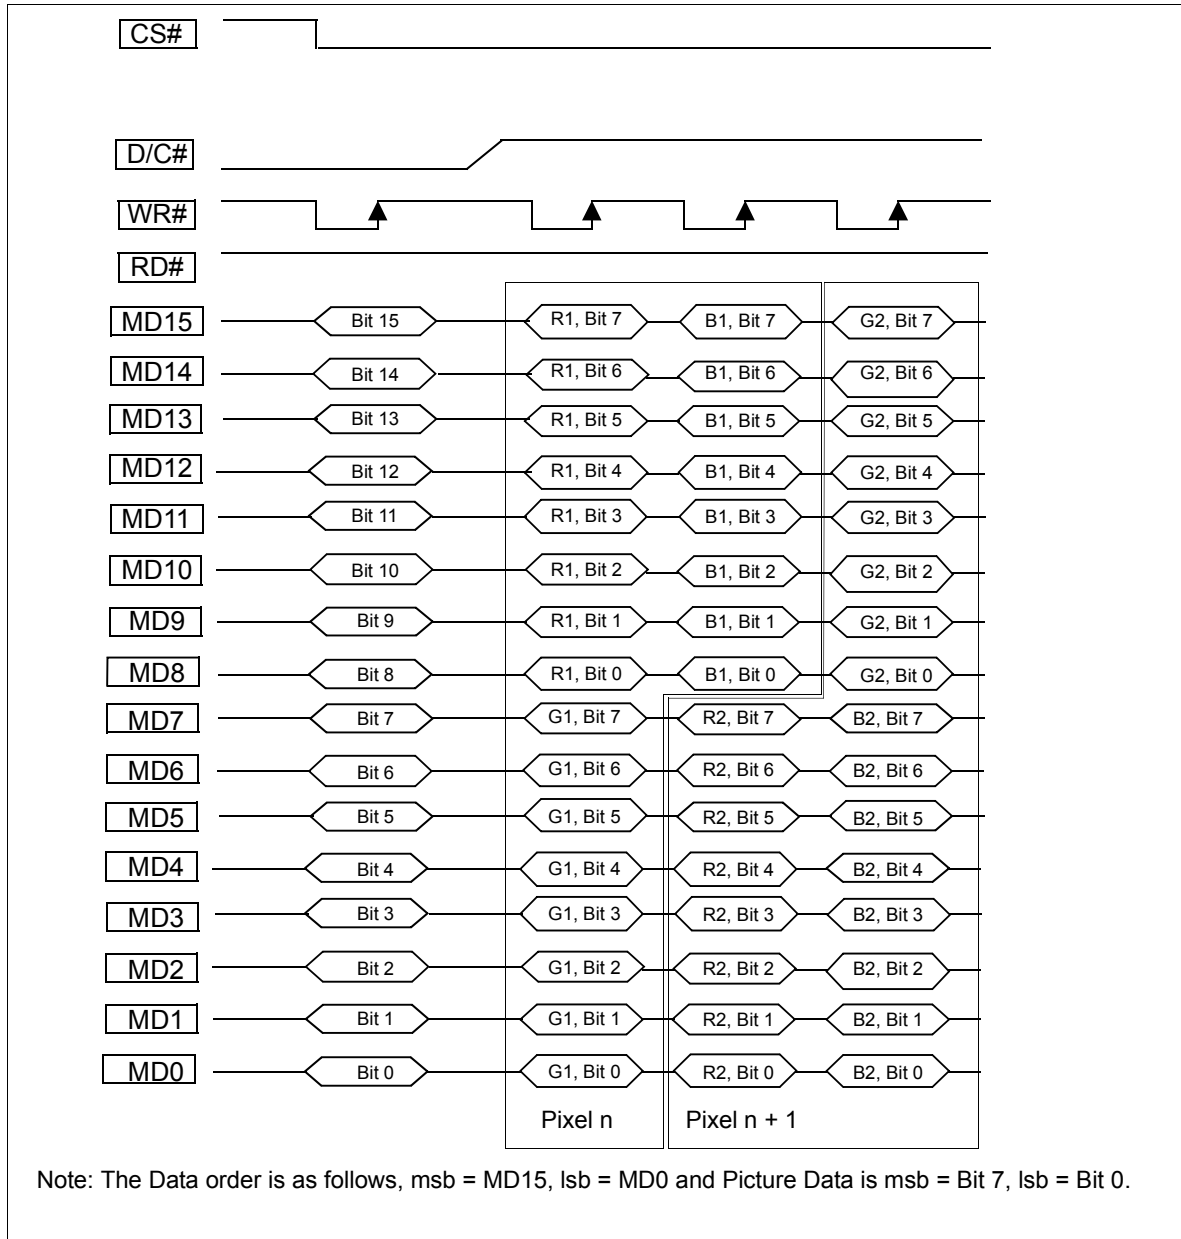 CS#
D/C#
WR#
RD#
MD15 Bit 15 R1, Bit 7 B1, Bit 7 G2, Bit 7
MD14 Bit 14 R1, Bit 6 B1, Bit 6 G2, Bit 6
MD13 Bit 13 R1, Bit 5 B1, Bit 5 G2, Bit 5
MD12 Bit 12 R1, Bit 4 B1, Bit 4 G2, Bit 4
MD11 Bit 11 R1, Bit 3 B1, Bit 3 G2, Bit 3
MD10 Bit 10 R1, Bit 2 B1, Bit 2 G2, Bit 2
MD9 Bit 9 R1, Bit 1 B1, Bit 1 G2, Bit 1
MD8 Bit 8 R1, Bit 0 B1, Bit 0 G2, Bit 0
MD7 Bit 7 G1, Bit 7 R2, Bit 7 B2, Bit 7
MD6 Bit 6 G1, Bit 6 R2, Bit 6 B2, Bit 6
MD5 Bit 5 G1, Bit 5 R2, Bit 5 B2, Bit 5
MD4 Bit 4 G1, Bit 4 R2, Bit 4 B2, Bit 4
MD3 Bit 3 G1, Bit 3 R2, Bit 3 B2, Bit 3
MD2 Bit 2 G1, Bit 2 R2, Bit 2 B2, Bit 2
MD1 Bit 1 G1, Bit 1 R2, Bit 1 B2, Bit 1
MD0 Bit 0 G1, Bit 0 R2, Bit 0 B2, Bit 0
Pixel n Pixel n + 1
Note: The Data order is as follows, msb = MD15, lsb = MD0 and Picture Data is msb = Bit 7, lsb = Bit 0.